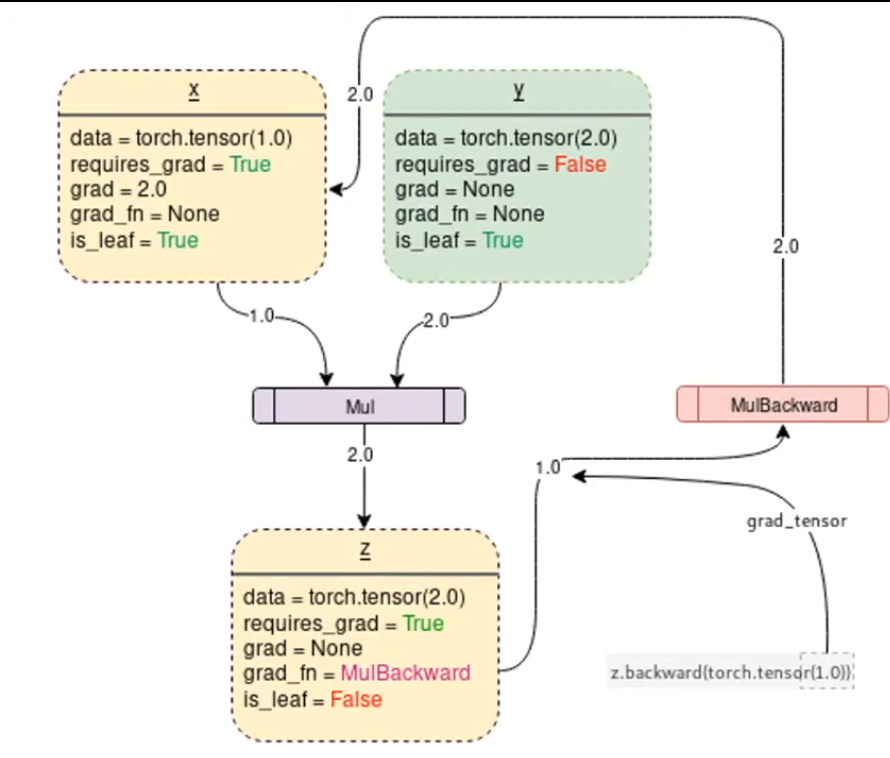 x
data = torch.tensor(1.0)
requires_grad = True
grad = 2.0
grad_fn = None
is_leaf = True
2.0
y
data = torch.tensor(2.0)
requires_grad = False
grad = None
grad_fn = None
is_leaf = True
2.0
1.0
2.0
Mul
MulBackward
2.0
1.0
grad_tensor
z
data = torch.tensor(2.0)
requires_grad = True
grad = None
grad_fn = MulBackward
is_leaf = False
z.backward(torch.tensor(1.0))